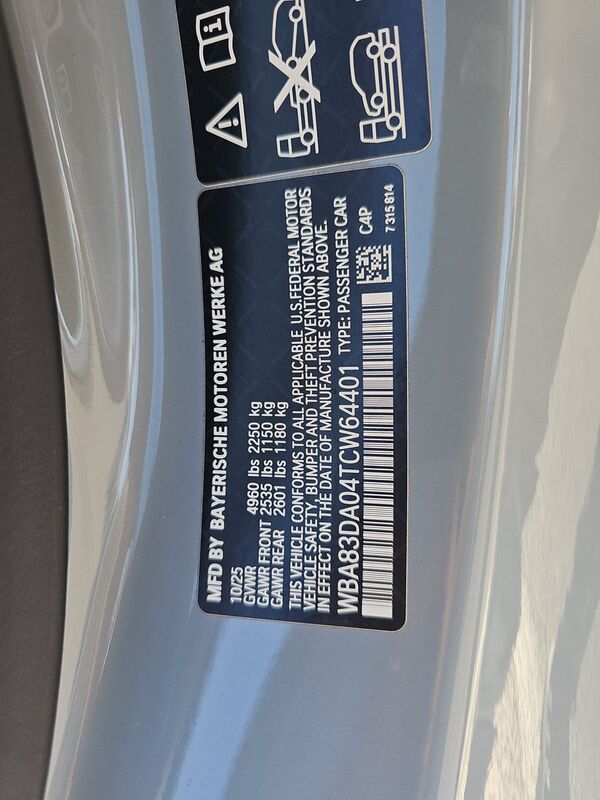 MFD BY BAYERISCHE MOTOREN WERKE AG
10/25
GVWR 4960 lbs 2250 kg
GAWR FRONT 2535 lbs 1150 kg
GAWR REAR 2601 lbs 1180 kg
THIS VEHICLE CONFORMS TO ALL APPLICABLE U.S.FEDERAL MOTOR
VEHICLE SAFETY, BUMPER AND THEFT PREVENTION STANDARDS
IN EFFECT ON THE DATE OF MANUFACTURE SHOWN ABOVE.
WBA83DA04TCW64401 TYPE: PASSENGER CAR
C4P
7 315 814